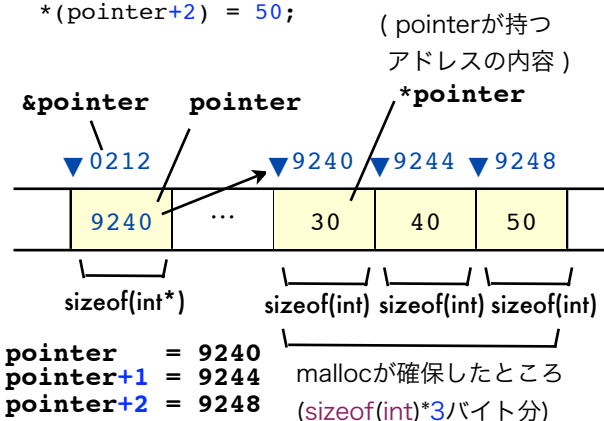 *(pointer+2) = 50;
( pointerが持つ
アドレスの内容 )
&pointer pointer *pointer
▼0212 ▼9240 ▼9244 ▼9248
9240 … 30 40 50
sizeof(int*) sizeof(int) sizeof(int) sizeof(int)
pointer = 9240
pointer+1 = 9244
pointer+2 = 9248
mallocが確保したところ
(sizeof(int)*3バイト分)